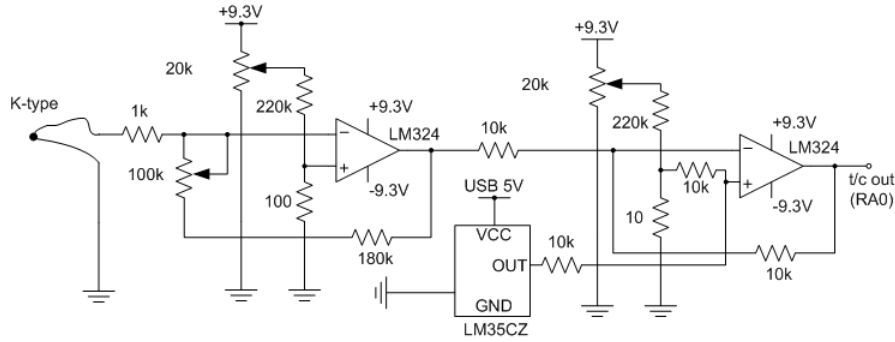 +9.3V
+9.3V
20k
20k
K-type
1k
220k
+9.3V
LM324
10k
220k
+9.3V
LM324
−
+
−
+
100k
100
-9.3V
USB 5V
10k
-9.3V
t/c out
(RA0)
10
180k
VCC
10k
OUT
10k
GND
LM35CZ